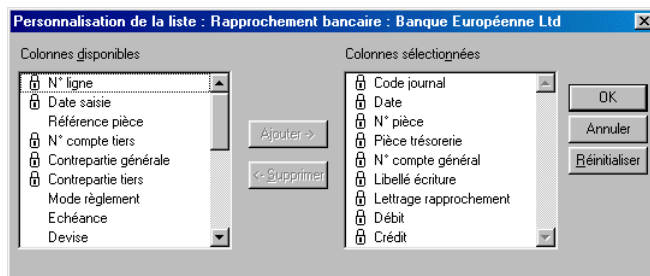 Personnalisation de la liste : Rapprochement bancaire : Banque Européenne Ltd
Colonnes disponibles
N° ligne
Date saisie
Référence pièce
N° compte tiers
Contrepartie générale
Contrepartie tiers
Mode règlement
Echéance
Devise
Ajouter ->
<- Supprimer
Colonnes sélectionnées
Code journal
Date
N° pièce
Pièce trésorerie
N° compte général
Libellé écriture
Lettrage rapprochement
Débit
Crédit
OK
Annuler
Réinitialiser